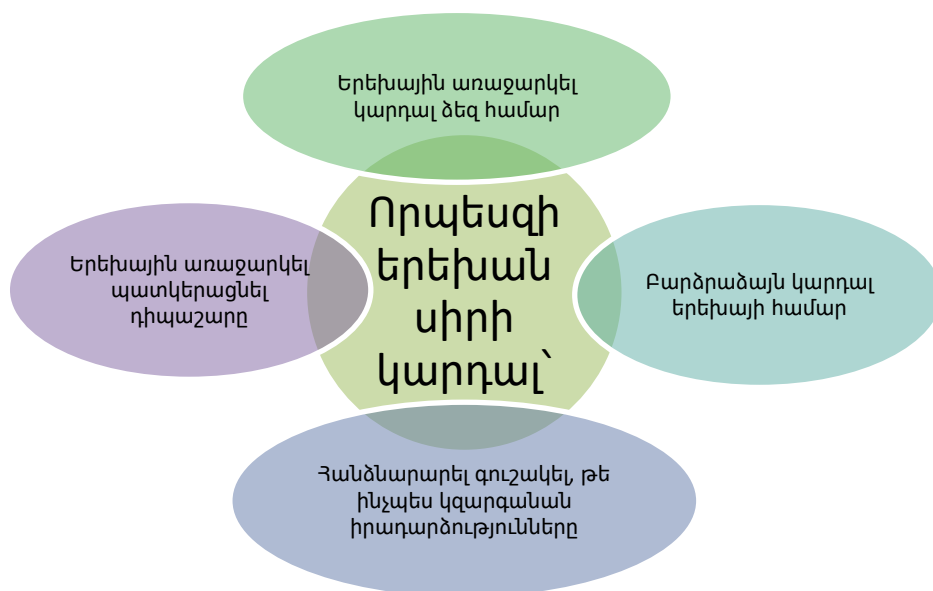 Երեխային առաջարկել
կարդալ ձեզ համար
Որպեսզի
երեխան
սիրի
կարդալ՝
Երեխային առաջարկել
պատկերացնել
դիպաշարը
Բարձրաձայն կարդալ
երեխայի համար
Հանձնարարել գուշակել, թե
ինչպես կզարգանան
իրադարձությունները